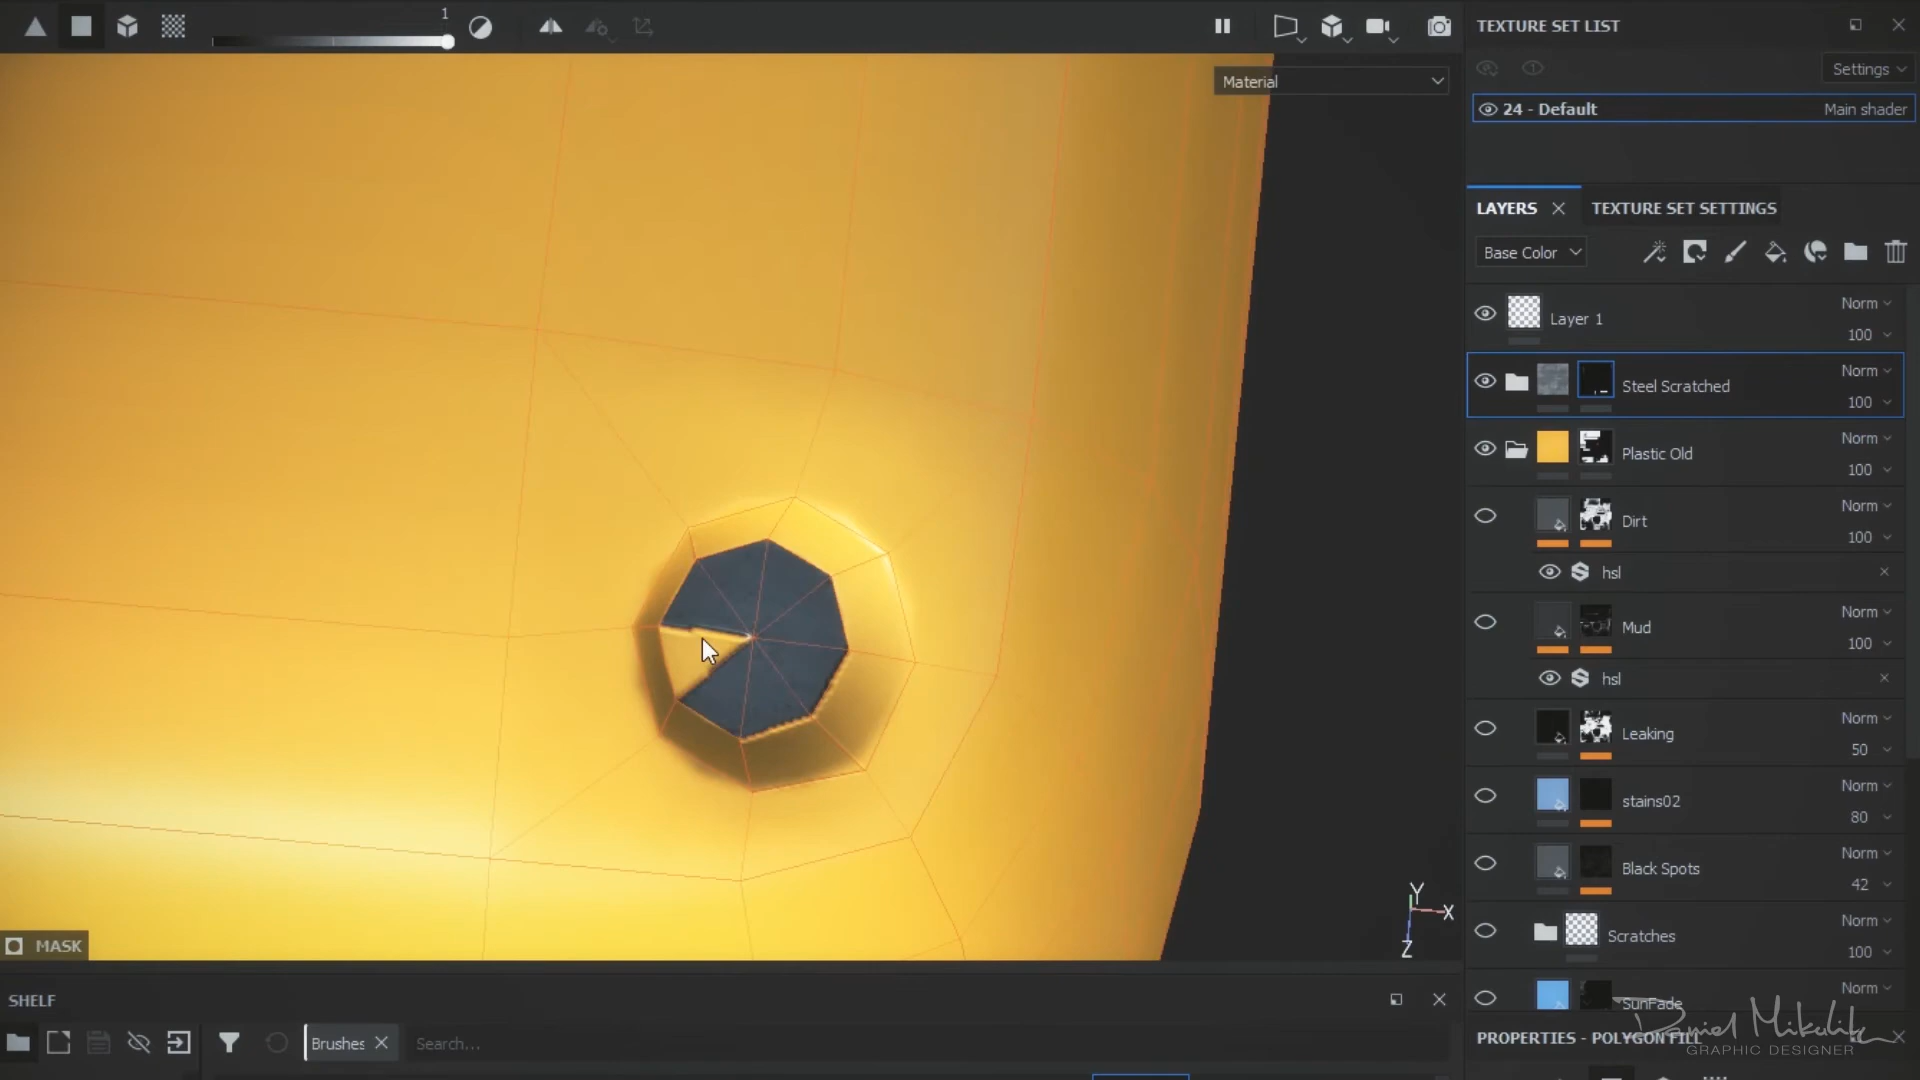 1
TEXTURE SET LIST
Settings
24 - Default
Main shader
Material
LAYERS
TEXTURE SET SETTINGS
Base Color
Layer 1
Norm
100
Steel Scratched
Norm
100
Plastic Old
Norm
100
Dirt
Norm
100
hsl
Mud
Norm
100
hsl
Leaking
Norm
50
stains02
Norm
80
Black Spots
Norm
42
Scratches
Norm
100
SunFade
Norm
Y
X
Z
MASK
SHELF
Brushes
Search...
PROPERTIES - POLYGON FILL
GRAPHIC DESIGNER